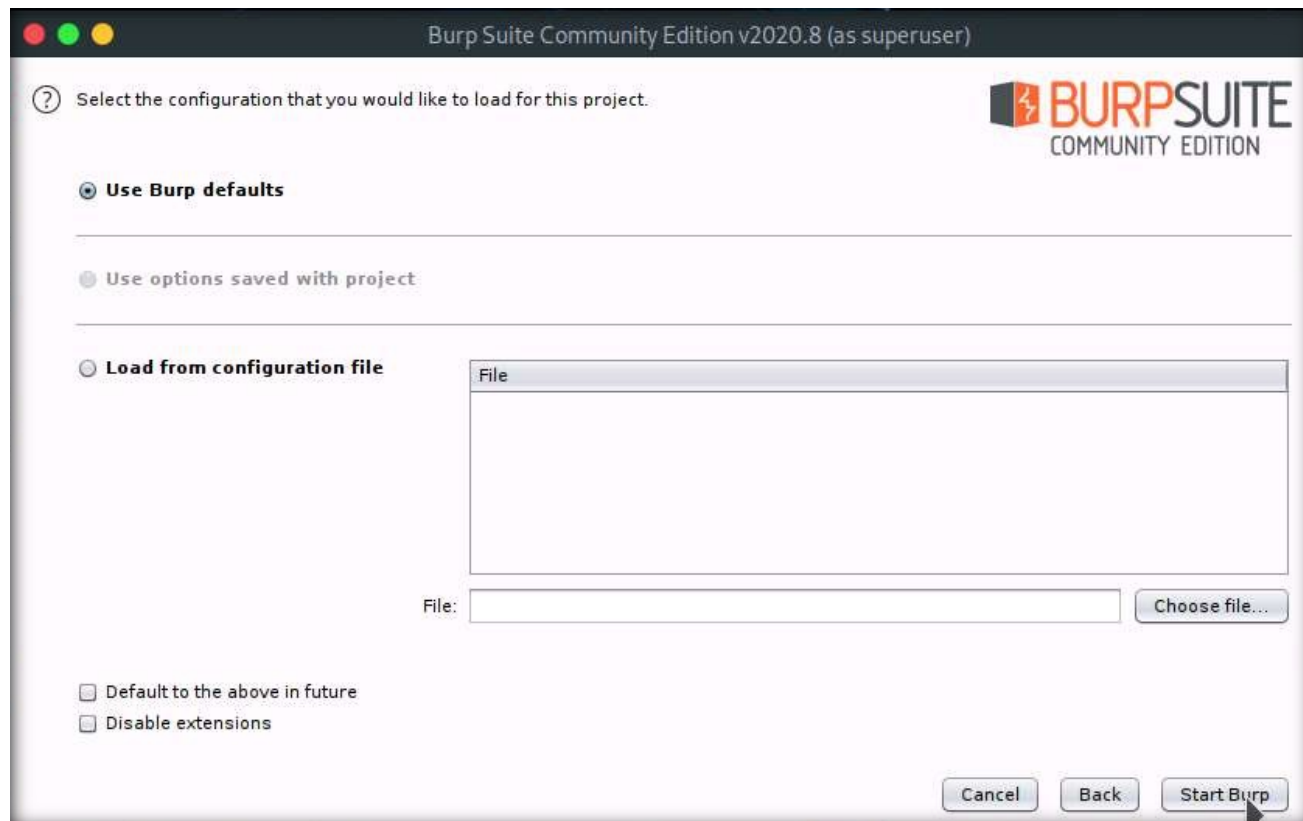 Burp Suite Community Edition v2020.8 (as superuser)
? Select the configuration that you would like to load for this project.
BURPSUITE
COMMUNITY EDITION
Use Burp defaults
Use options saved with project
Load from configuration file
File
File:
Choose file...
Default to the above in future
Disable extensions
Cancel Back Start Burp